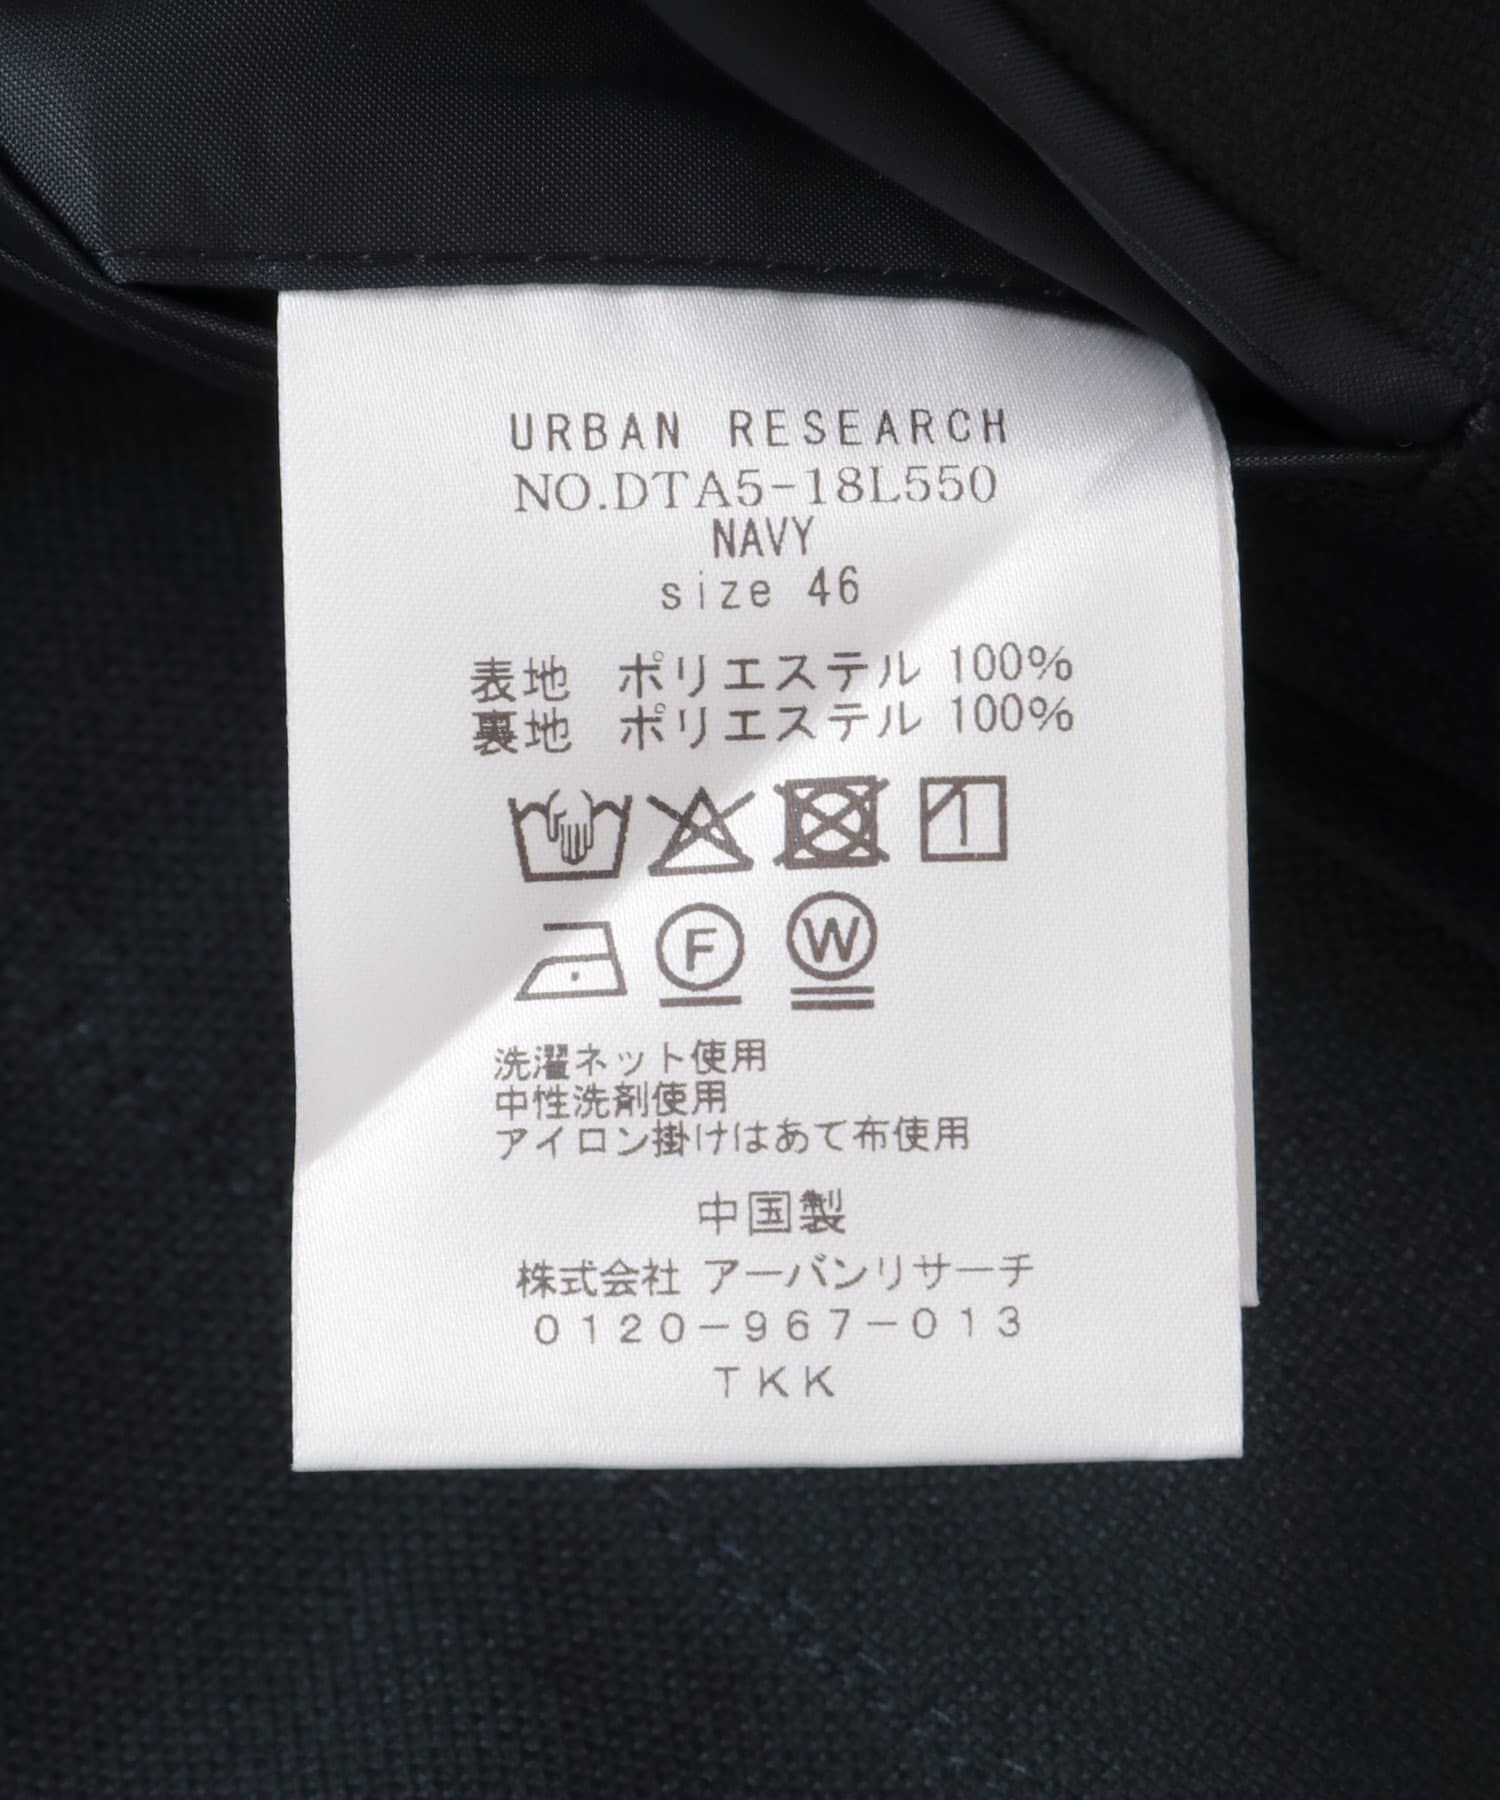 URBAN RESEARCH
NO.DTA5-18L550
NAVY
size 46
表地 ポリエステル 100%
裏地 ポリエステル 100%
F W
洗濯ネット使用
中性洗剤使用
アイロン掛けはあて布使用
中国製
株式会社 アーバンリサーチ
0120-967-013
TKK